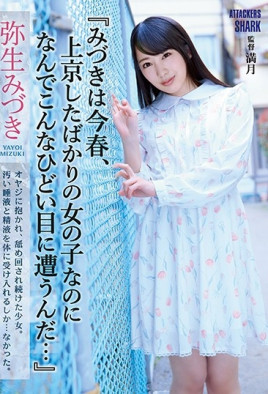 ATTACKERS
SHARK
監督 満月
『みづきは今春、
上京したばかりの女の子なのに
なんでこんなひどい目に遭うんだ…』
弥生みづき
YAYOI
MIZUKI
オヤジに抱かれ、舐め回され続けた少女。
汚い唾液と精液を体に受け入れるしか…なかった。